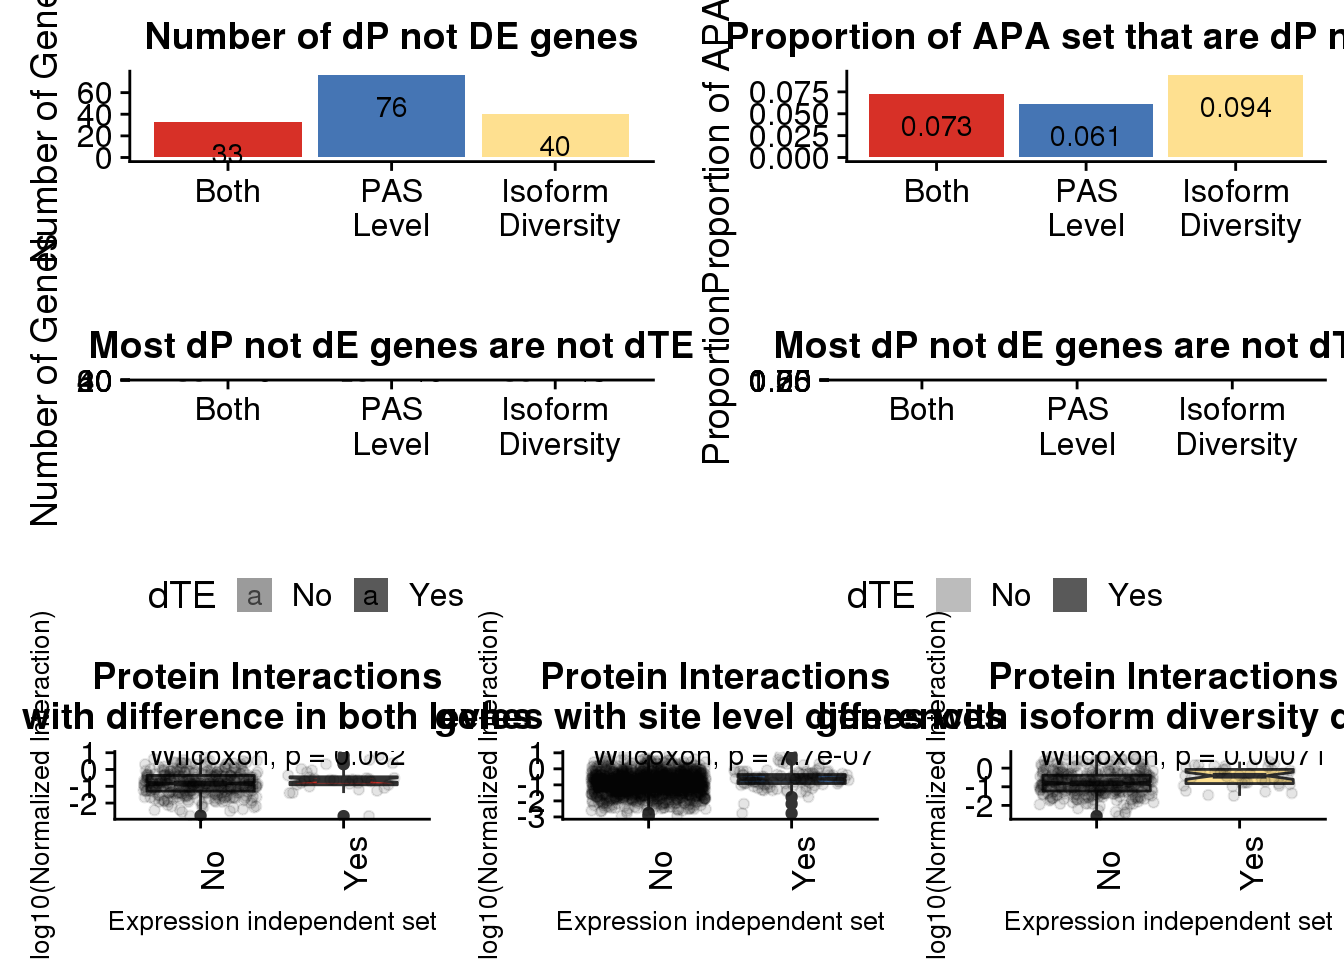 Number of dP not DE genes
Number of Gene
60
40
20
0
33
76
40
Both
PAS
Level
Isoform
Diversity
Proportion of APA set that are dP n
Proportion of APA
0.075
0.050
0.025
0.000
0.073
0.061
0.094
Both
PAS
Level
Isoform
Diversity
Most dP not dE genes are not dTE
Number of Genes
Both
PAS
Level
Isoform
Diversity
dTE
a
No
a
Yes
Most dP not dE genes are not dT
Proportion
Both
PAS
Level
Isoform
Diversity
dTE
No
Yes
Protein Interactions
with difference in both levels
log10(Normalized Interaction)
Wilcoxon, p = 0.062
1
0
-1
-2
No
Yes
Expression independent set
Protein Interactions
genes with site level differences
log10(Normalized Interaction)
Wilcoxon, p = 7.7e-07
1
0
-1
-2
-3
No
Yes
Expression independent set
Protein Interactions
genes with isoform diversity d
log10(Normalized Interaction)
Wilcoxon, p = 0.00071
0
-1
-2
No
Yes
Expression independent set